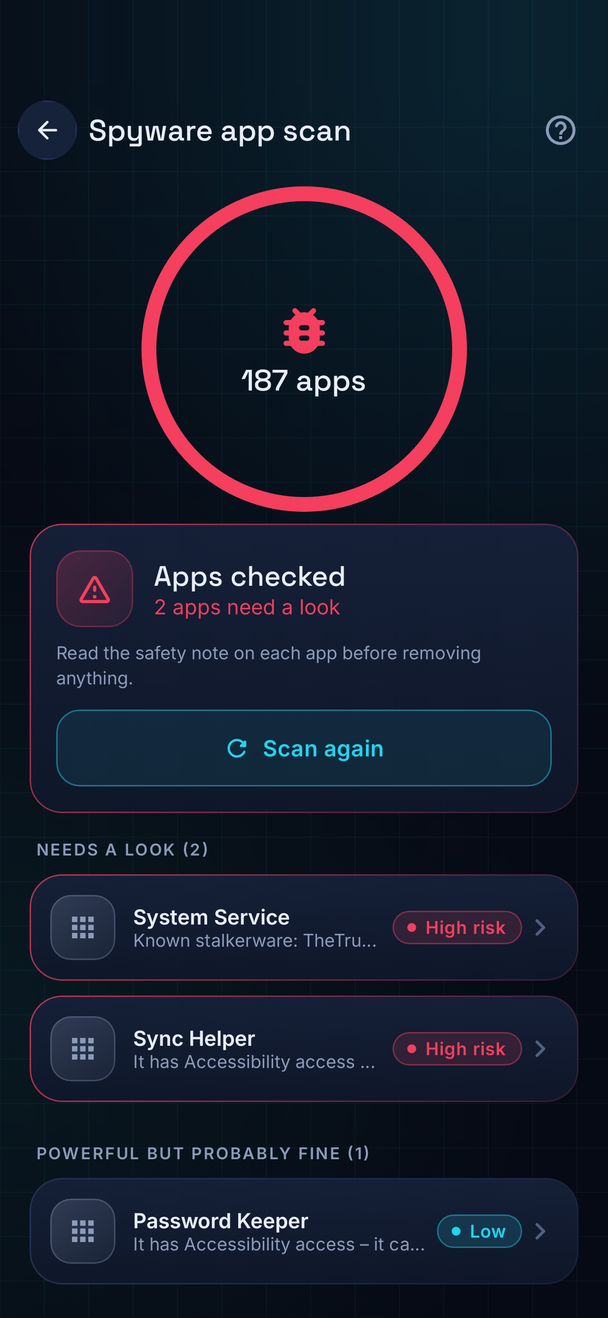 Spyware app scan
187 apps
Apps checked
2 apps need a look
Read the safety note on each app before removing
anything.
Scan again
NEEDS A LOOK (2)
System Service
Known stalkerware: TheTru...
High risk
Sync Helper
It has Accessibility access ...
High risk
POWERFUL BUT PROBABLY FINE (1)
Password Keeper
It has Accessibility access – it ca...
Low